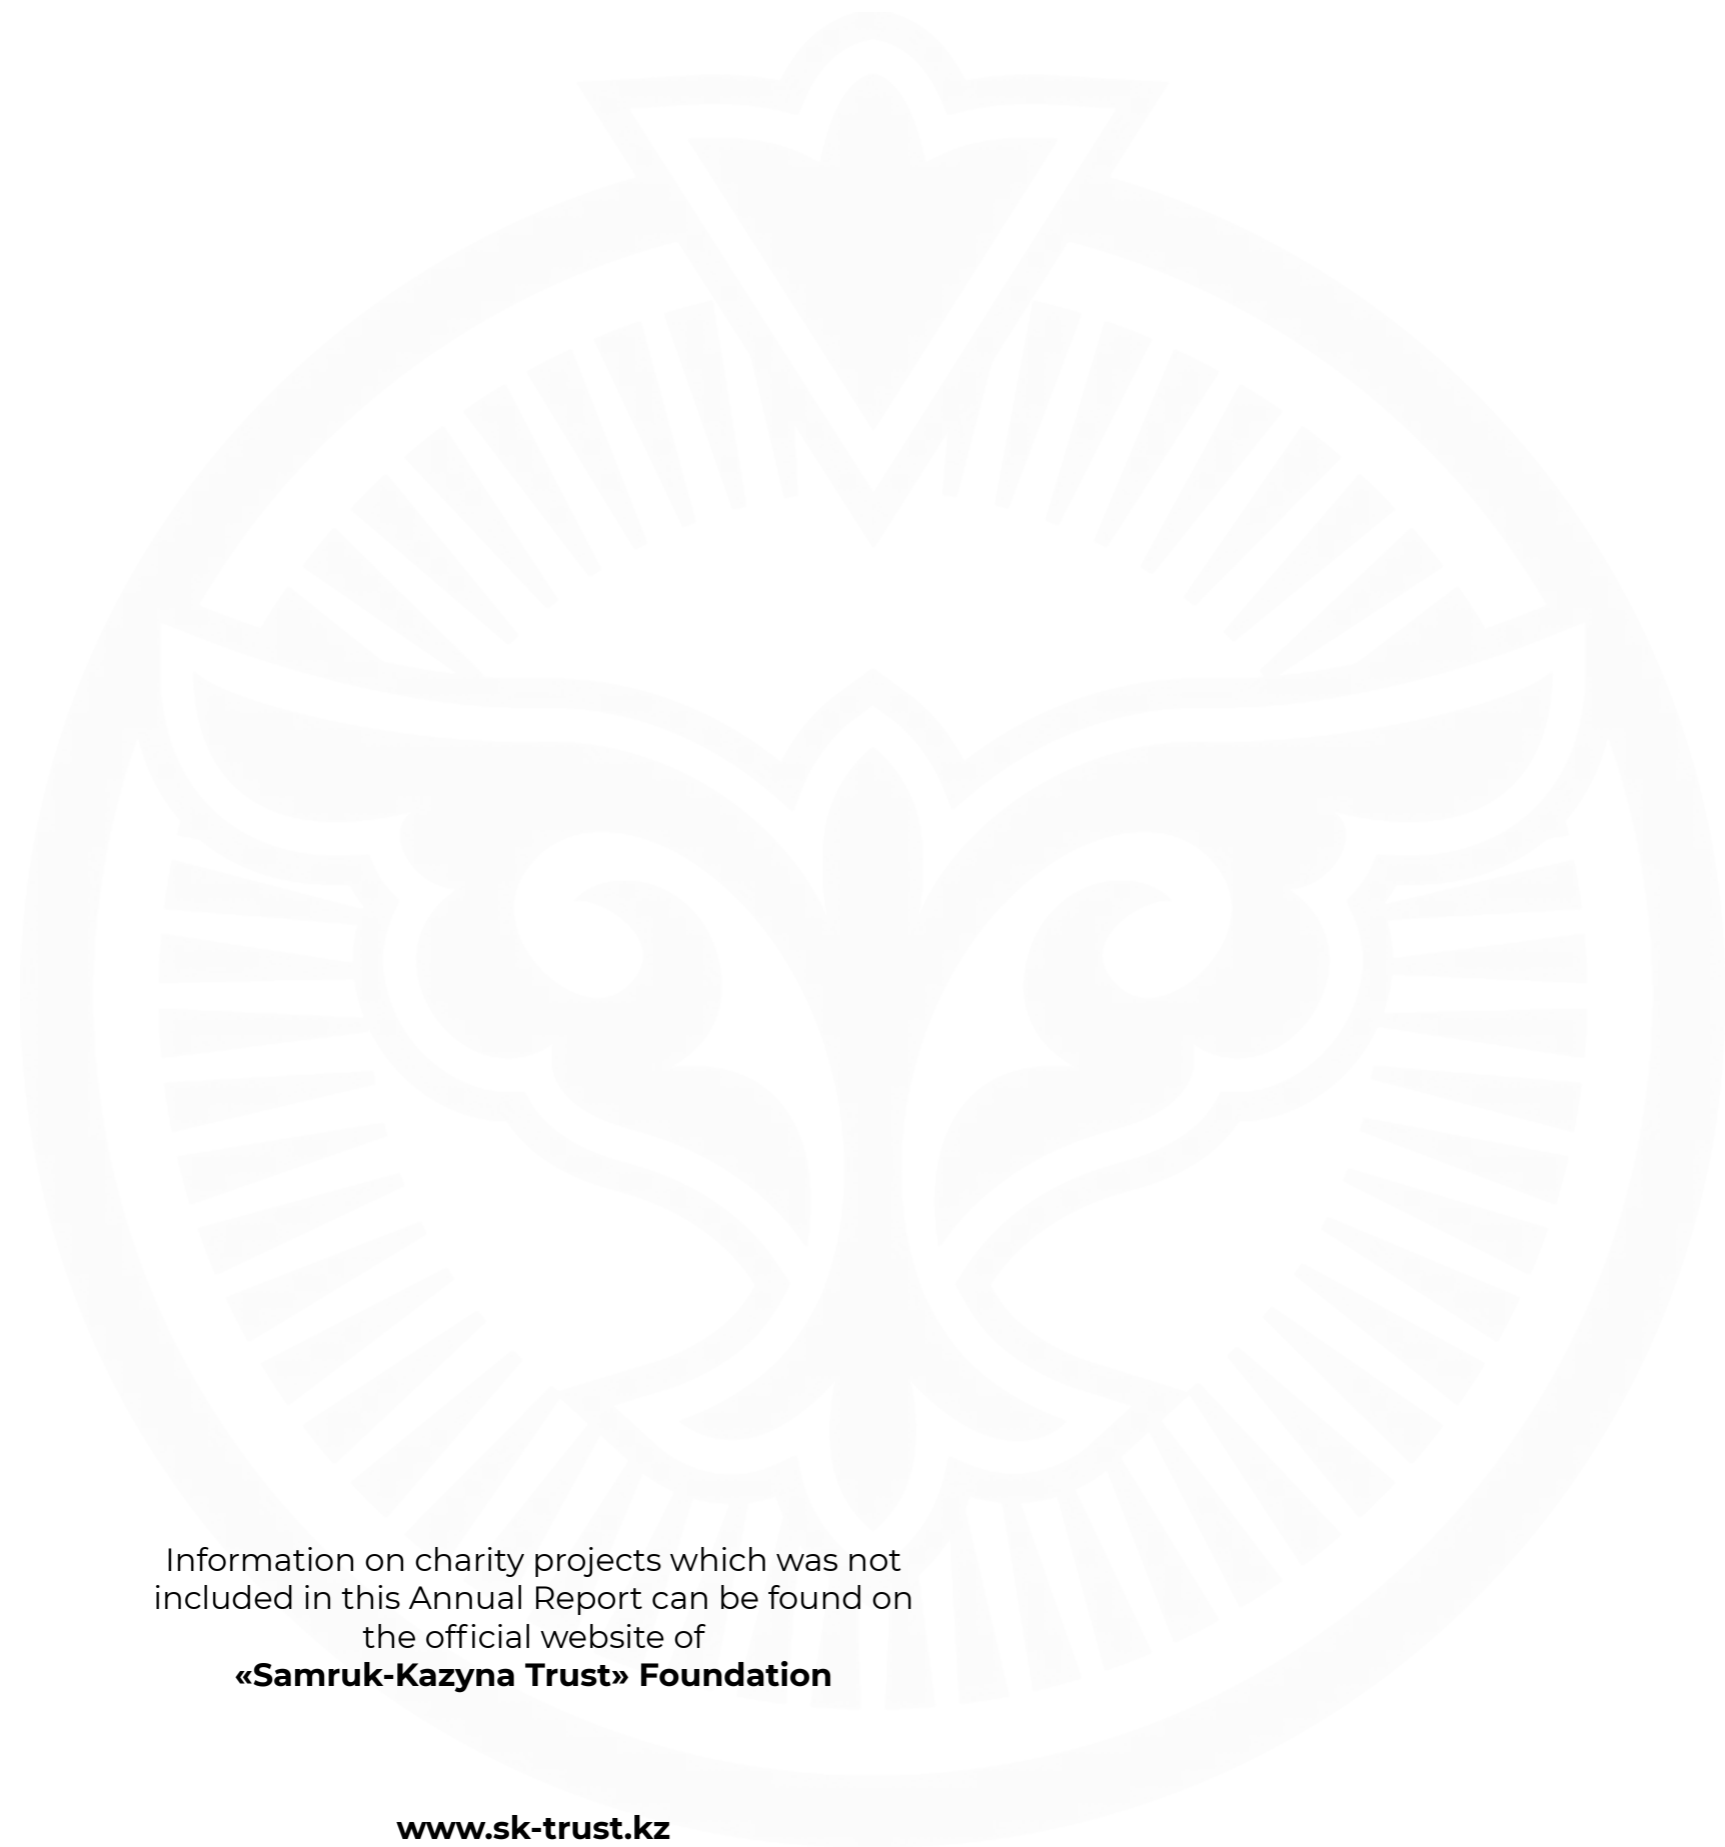 Information on charity projects which was not
included in this Annual Report can be found on
the official website of
«Samruk-Kazyna Trust» Foundation
www.sk-trust.kz